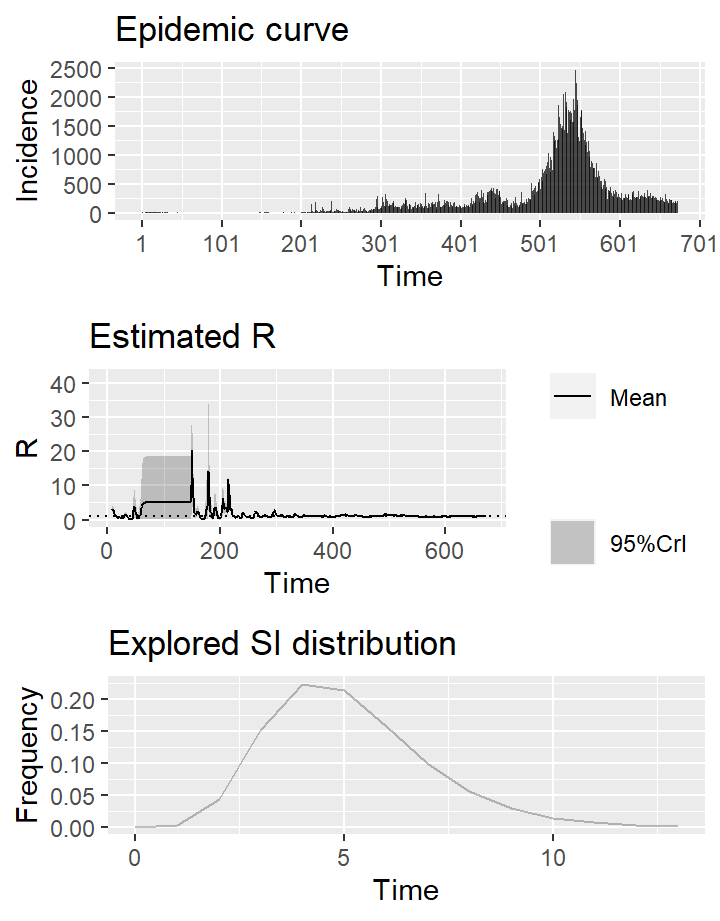 Epidemic curve
2500
2000
1500
1000
500
0
Incidence
1 101 201 301 401 501 601 701
Time
Estimated R
40
30
20
10
0
R
0 200 400 600
Time
Mean
95%CrI
Explored SI distribution
0.20
0.15
0.10
0.05
0.00
Frequency
0 5 10
Time